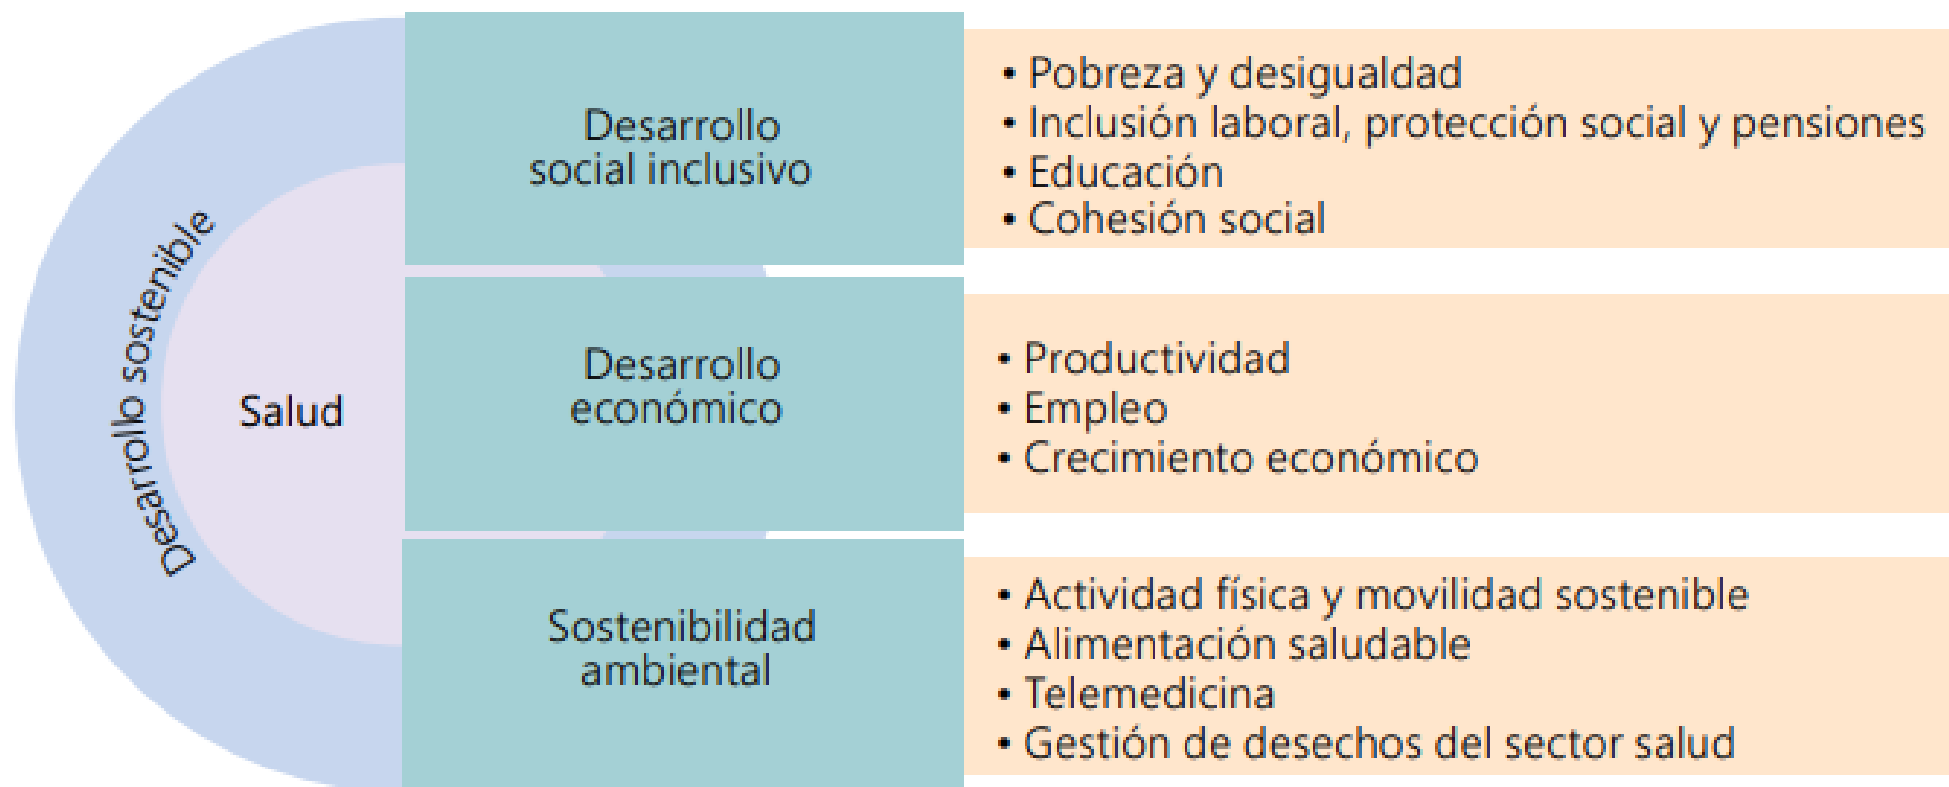 Desarrollo sostenible
Salud
Desarrollo
social inclusivo
• Pobreza y desigualdad
• Inclusión laboral, protección social y pensiones
• Educación
• Cohesión social
Desarrollo
económico
• Productividad
• Empleo
• Crecimiento económico
Sostenibilidad
ambiental
• Actividad física y movilidad sostenible
• Alimentación saludable
• Telemedicina
• Gestión de desechos del sector salud